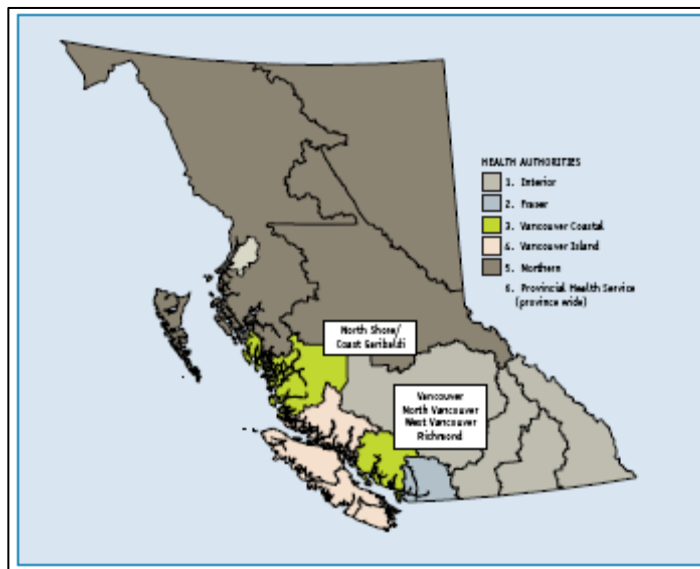 HEALTH AUTHORITIES
1. Interior
2. Fraser
3. Vancouver Coastal
4. Vancouver Island
5. Northern
6. Provincial Health Service
(province wide)
North Shore/
Coast Garibaldi
Vancouver
North Vancouver
West Vancouver
Richmond